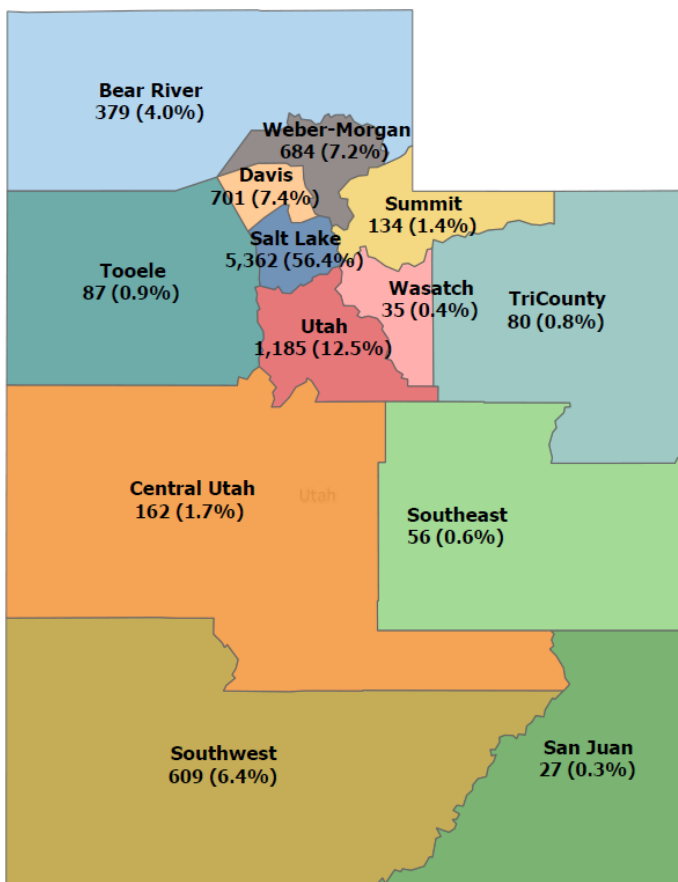 Bear River
379 (4.0%)
Weber-Morgan
684 (7.2%)
Davis
701 (7.4%)
Summit
134 (1.4%)
Salt Lake
5,362 (56.4%)
Tooele
87 (0.9%)
Wasatch
35 (0.4%)
TriCounty
80 (0.8%)
Utah
1,185 (12.5%)
Central Utah
162 (1.7%)
Utah
Southeast
56 (0.6%)
Southwest
609 (6.4%)
San Juan
27 (0.3%)